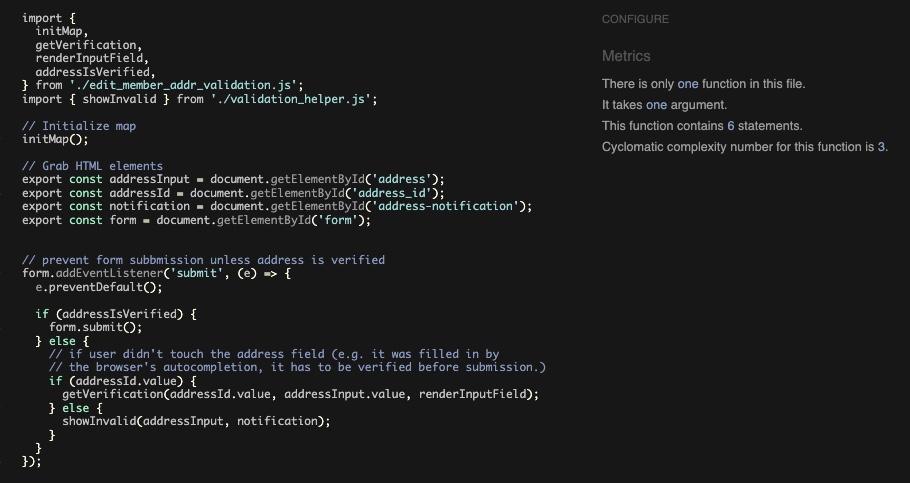 import {
  initMap,
  getVerification,
  renderInputField,
  addressIsVerified,
} from './edit_member_addr_validation.js';
import { showInvalid } from './validation_helper.js';

// Initialize map
initMap();

// Grab HTML elements
export const addressInput = document.getElementById('address');
export const addressId = document.getElementById('address_id');
export const notification = document.getElementById('address-notification');
export const form = document.getElementById('form');

// prevent form subbmission unless address is verified
form.addEventListener('submit', (e) => {
  e.preventDefault();

  if (addressIsVerified) {
    form.submit();
  } else {
    // if user didn't touch the address field (e.g. it was filled in by
    // the browser's autocompletion, it has to be verified before submission.)
    if (addressId.value) {
      getVerification(addressId.value, addressInput.value, renderInputField);
    } else {
      showInvalid(addressInput, notification);
    }
  }
});
CONFIGURE
Metrics
There is only one function in this file.
It takes one argument.
This function contains 6 statements.
Cyclomatic complexity number for this function is 3.